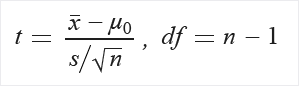 t = (x̄ − μ₀) / (s/√n) , df = n − 1